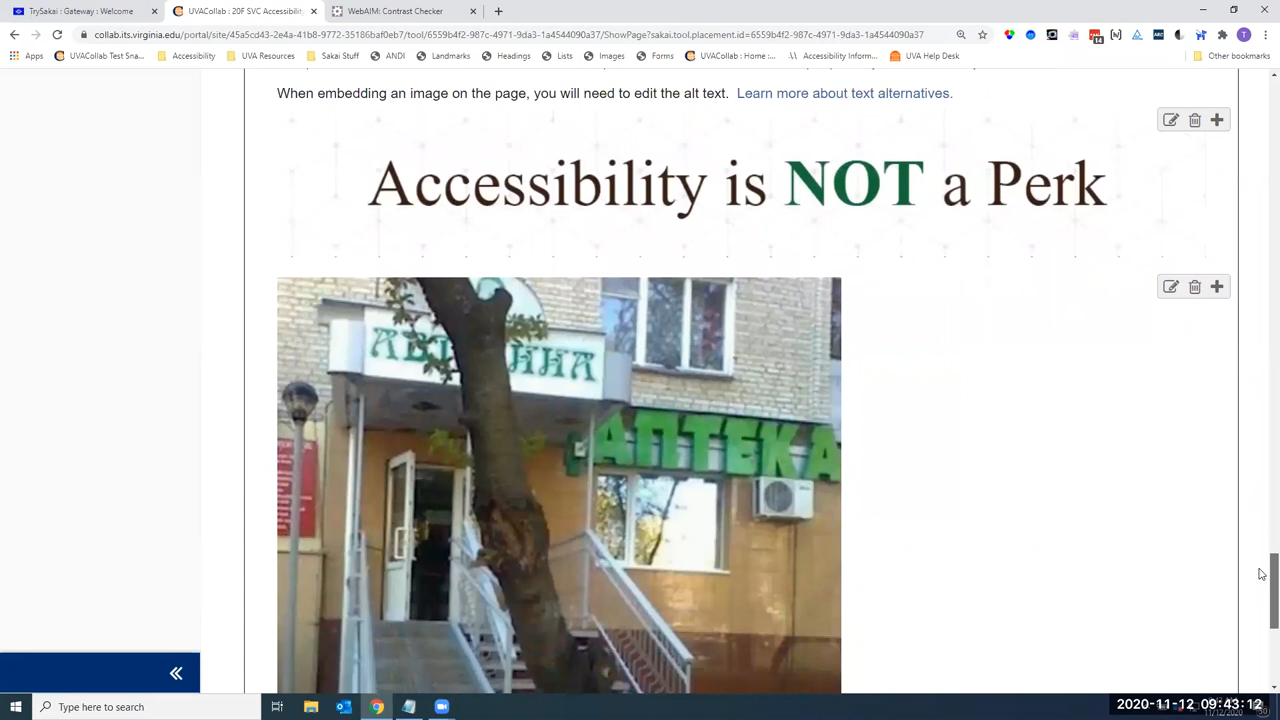 TrySakai : Gateway : Welcome
UVACollab : 20F SVC Accessibility
WebAIM: Contrast Checker
collab.its.virginia.edu/portal/site/45a5cd43-2e4a-41b8-9772-35186baf0ee7/tool/6559b4f2-987c-4971-9da3-1a4544090a37/ShowPage?sakai.tool.placement.id=6559b4f2-987c-4971-9da3-1a4544090a37
Apps
UVACollab Test Sna...
Accessibility
UVA Resources
Sakai Stuff
ANDI
Landmarks
Headings
Lists
Images
Forms
UVACollab : Home :...
Accessibility Inform...
UVA Help Desk
Other bookmarks
When embedding an image on the page, you will need to edit the alt text. Learn more about text alternatives.
Accessibility is NOT a Perk
АПТЕКА
Type here to search
2020-11-12 09:43:12